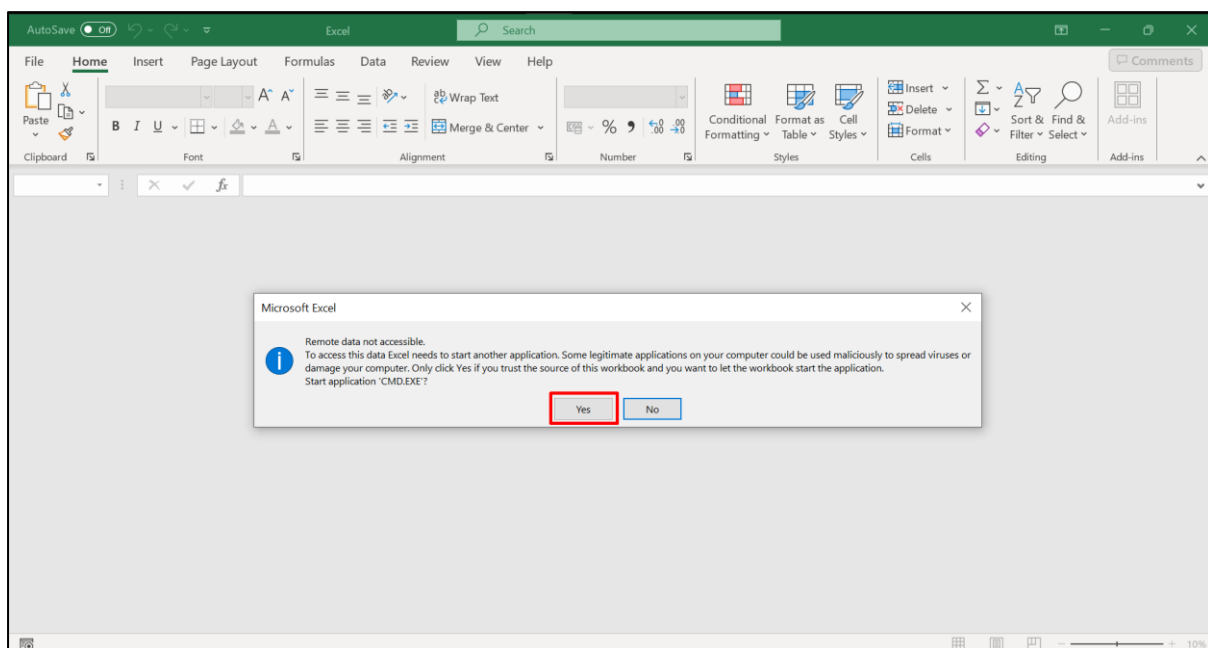 AutoSave Off Excel Search
File Home Insert Page Layout Formulas Data Review View Help Comments
Paste
B I U
A A
A
ab Wrap Text
Merge & Center
% 9
Conditional Formatting
Format as Table
Cell Styles
Insert
Delete
Format
Sort & Filter
Find & Select
Add-ins
Clipboard Font Alignment Number Styles Cells Editing Add-ins
fx
Microsoft Excel
Remote data not accessible.
To access this data Excel needs to start another application. Some legitimate applications on your computer could be used maliciously to spread viruses or
damage your computer. Only click Yes if you trust the source of this workbook and you want to let the workbook start the application.
Start application 'CMD.EXE'?
Yes No
10%